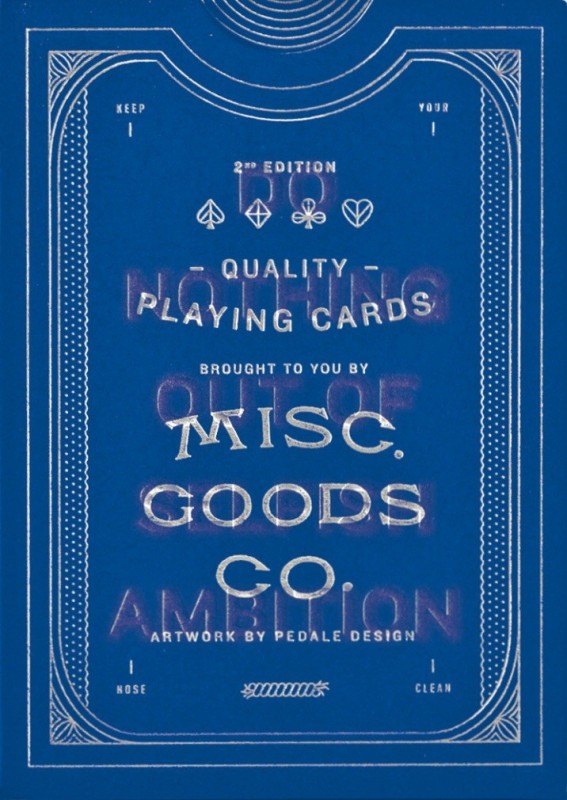 KEEP YOUR
2ND EDITION
DO
– QUALITY –
NOTHING
PLAYING CARDS
BROUGHT TO YOU BY
OUT OF
MISC.
GOODS
SELFISH
CO.
AMBITION
ARTWORK BY PEDALE DESIGN
NOSE CLEAN